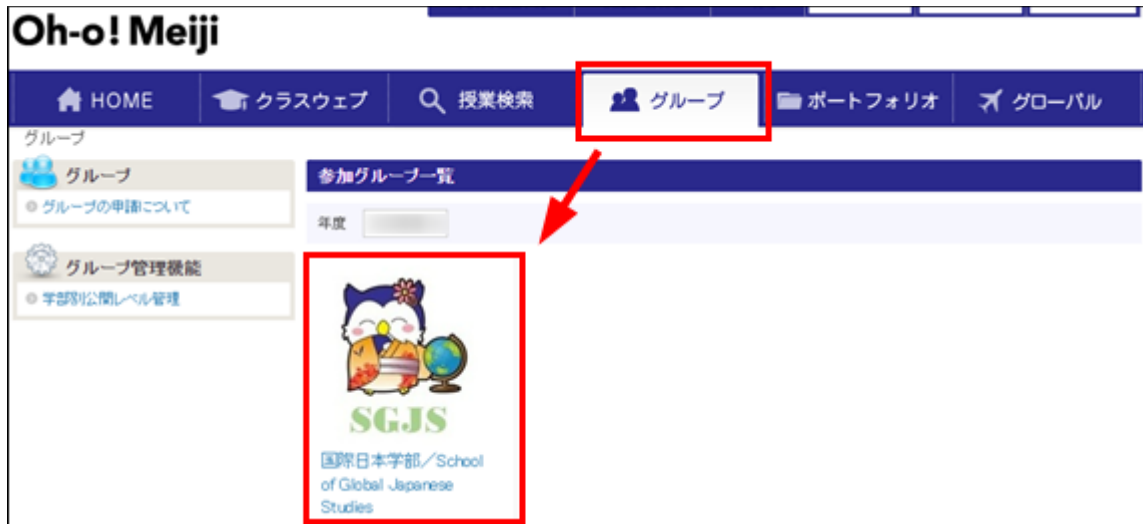 Oh-o! Meiji
HOME
クラスウェブ
授業検索
グループ
ポートフォリオ
グローバル
グループ
グループ
グループの申請について
グループ管理機能
学部別公開レベル管理
参加グループ一覧
年度
SGJS
国際日本学部/School
of Global Japanese
Studies